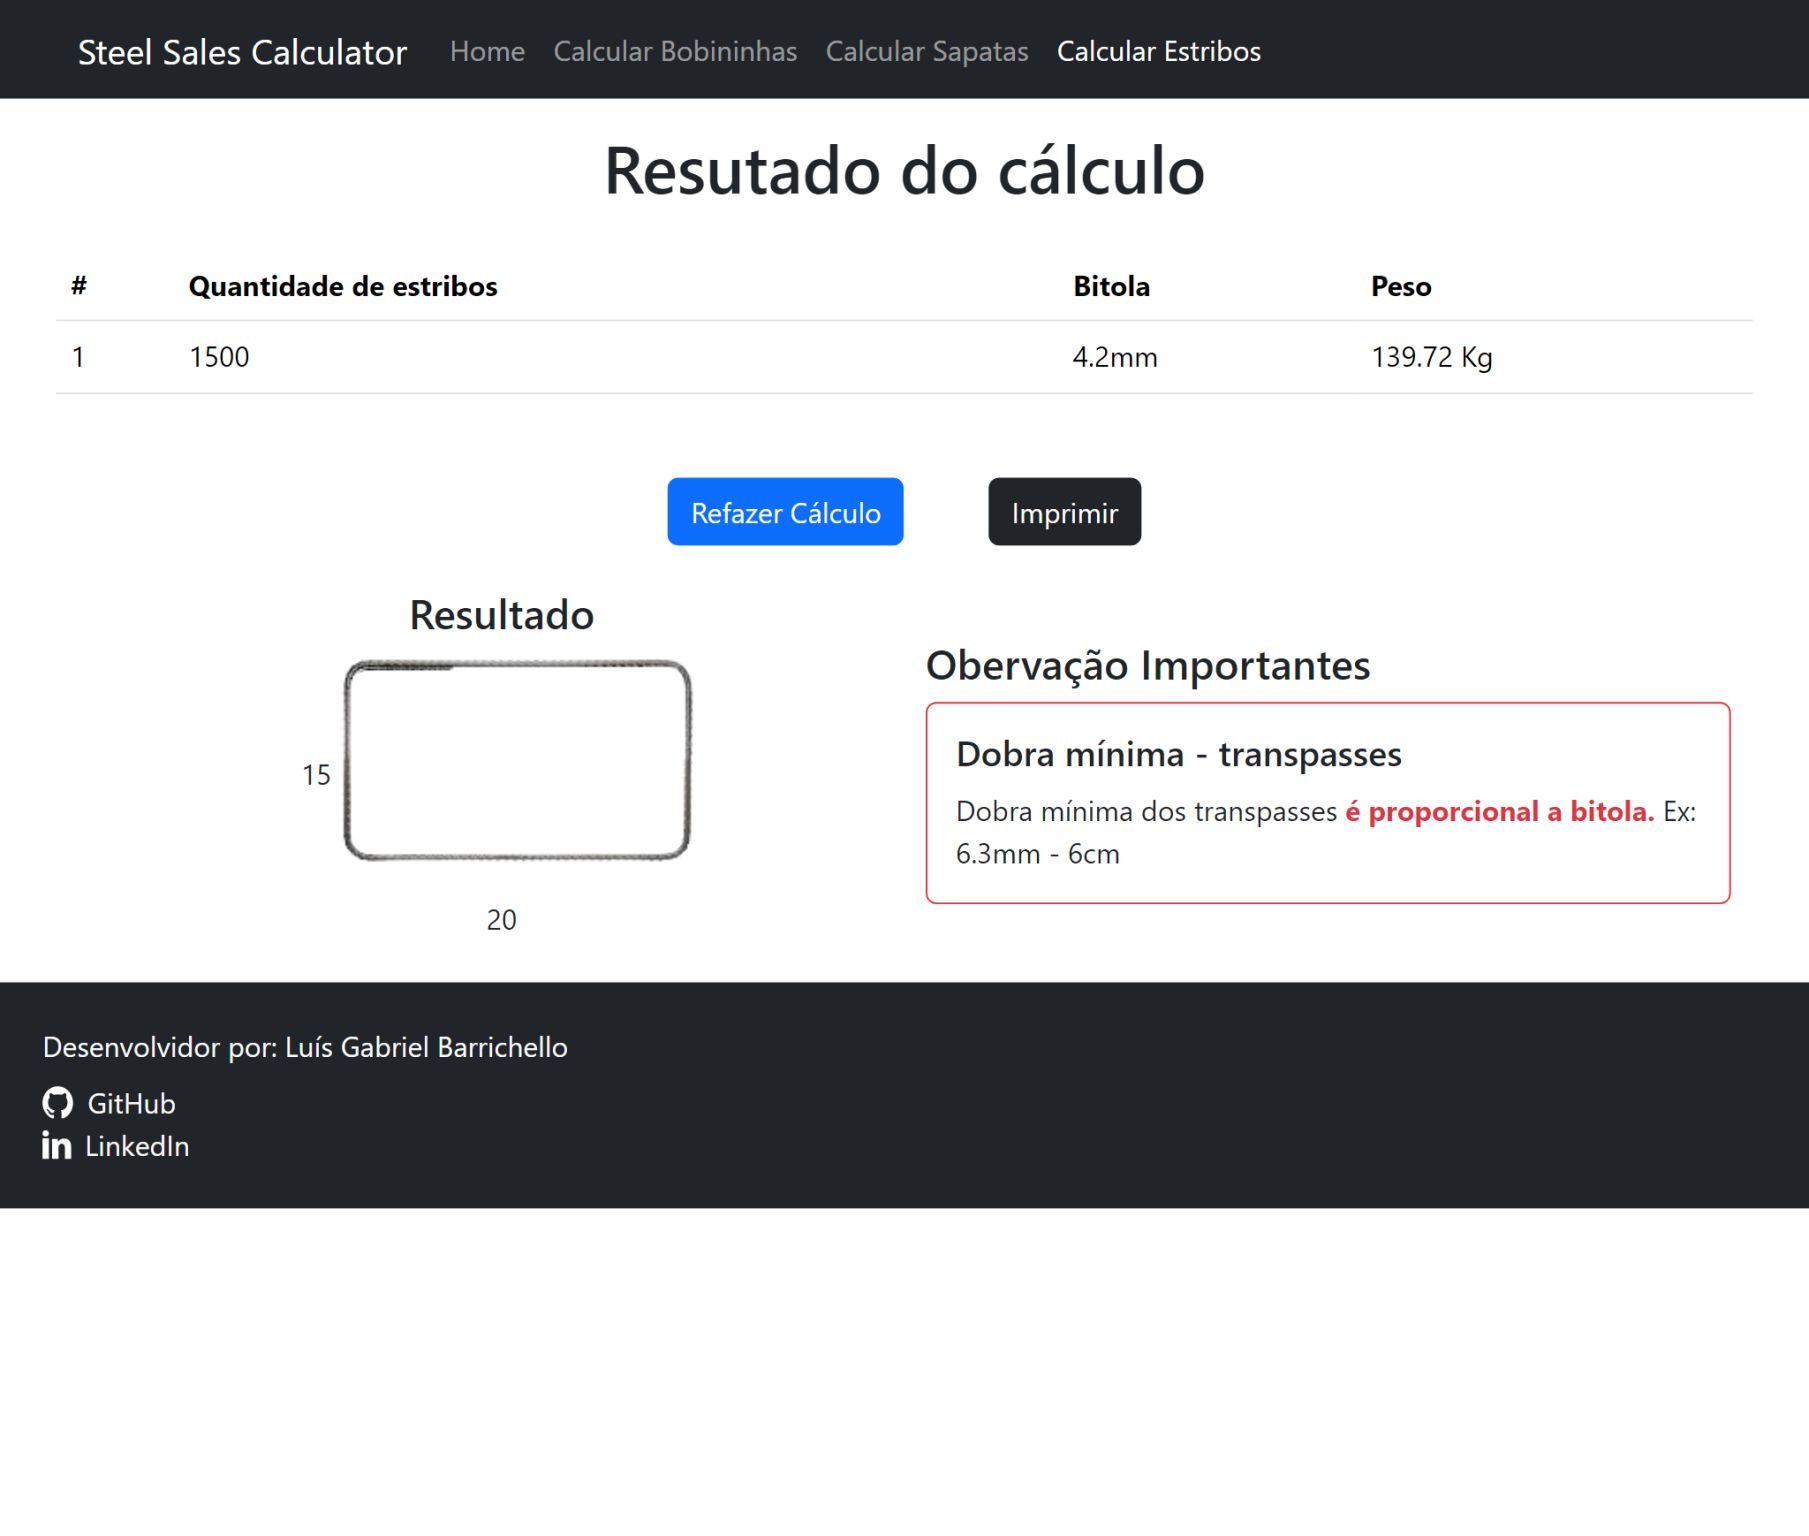 Steel Sales Calculator Home Calcular Bobininhas Calcular Sapatas Calcular Estribos
Resutado do cálculo
# Quantidade de estribos Bitola Peso
1 1500 4.2mm 139.72 Kg
Refazer Cálculo Imprimir
Resultado
15
20
Obervação Importantes
Dobra mínima - transpasses
Dobra mínima dos transpasses é proporcional a bitola. Ex:
6.3mm - 6cm
Desenvolvidor por: Luís Gabriel Barrichello
GitHub
LinkedIn